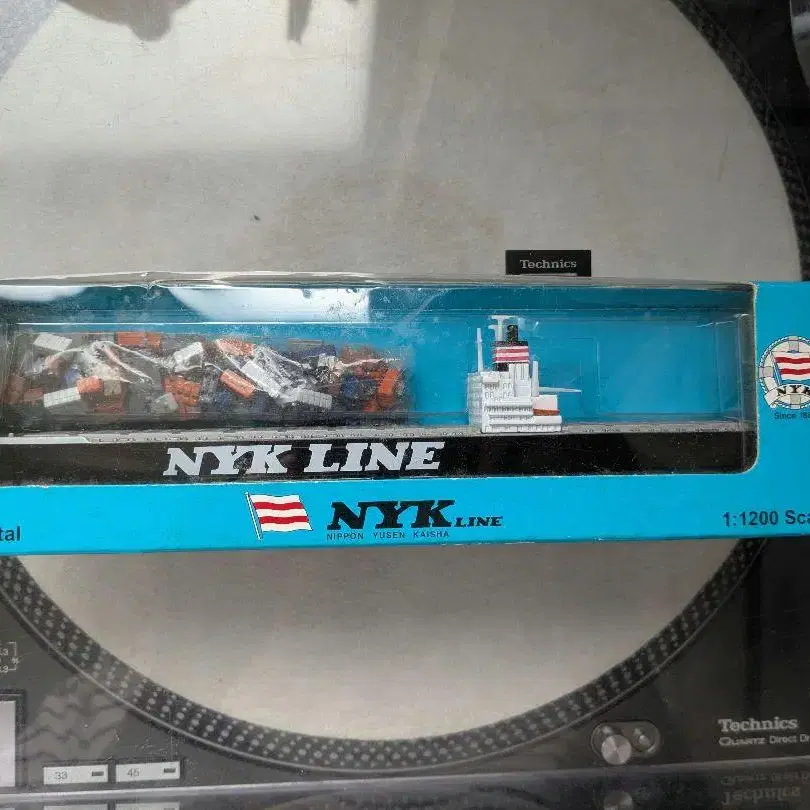 Technics
NYK LINE
NYK
Since 18
NYK LINE
NIPPON YUSEN KAISHA
tal
1:1200 Sca
Technics
QUARTZ Direct Dr
33
45